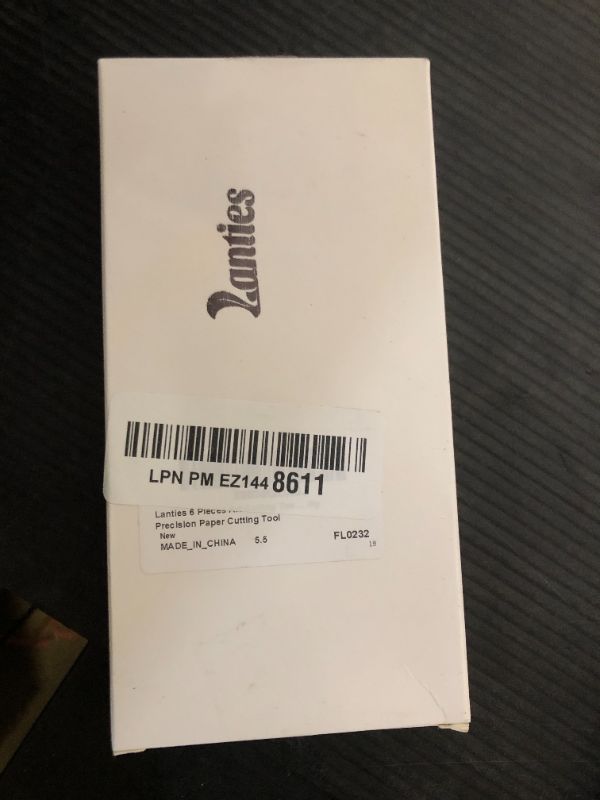 Lanties
LPN PM EZ144 8611
Lanties 6 Pieces
Precision Paper Cutting Tool
New
MADE_IN_CHINA 5.5 FL0232